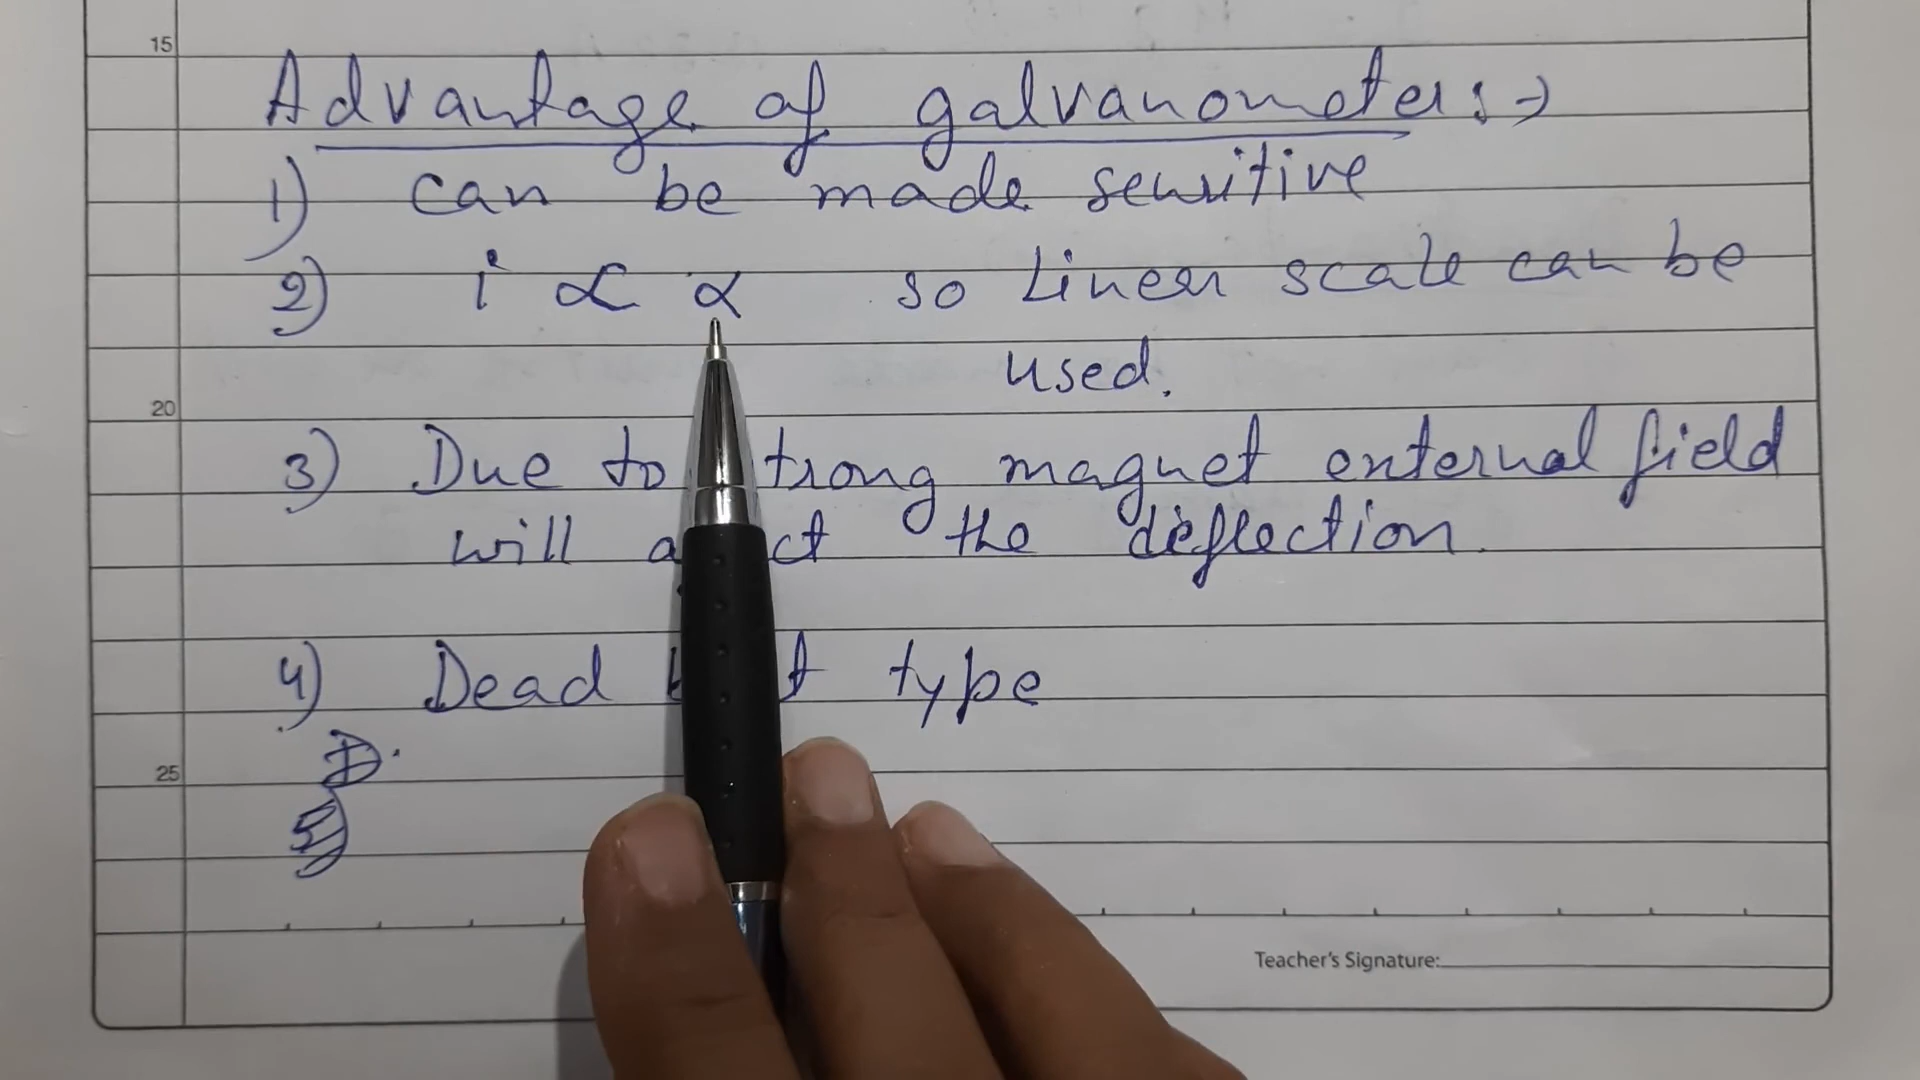 15
Advantage of galvanometer :→
1) can be made sensitive
2) i ∝ α so Linear scale can be
used.
20
3) Due to trong magnet external field
will the deflection.
4) Dead type
25
D.
5)
Teacher's Signature: